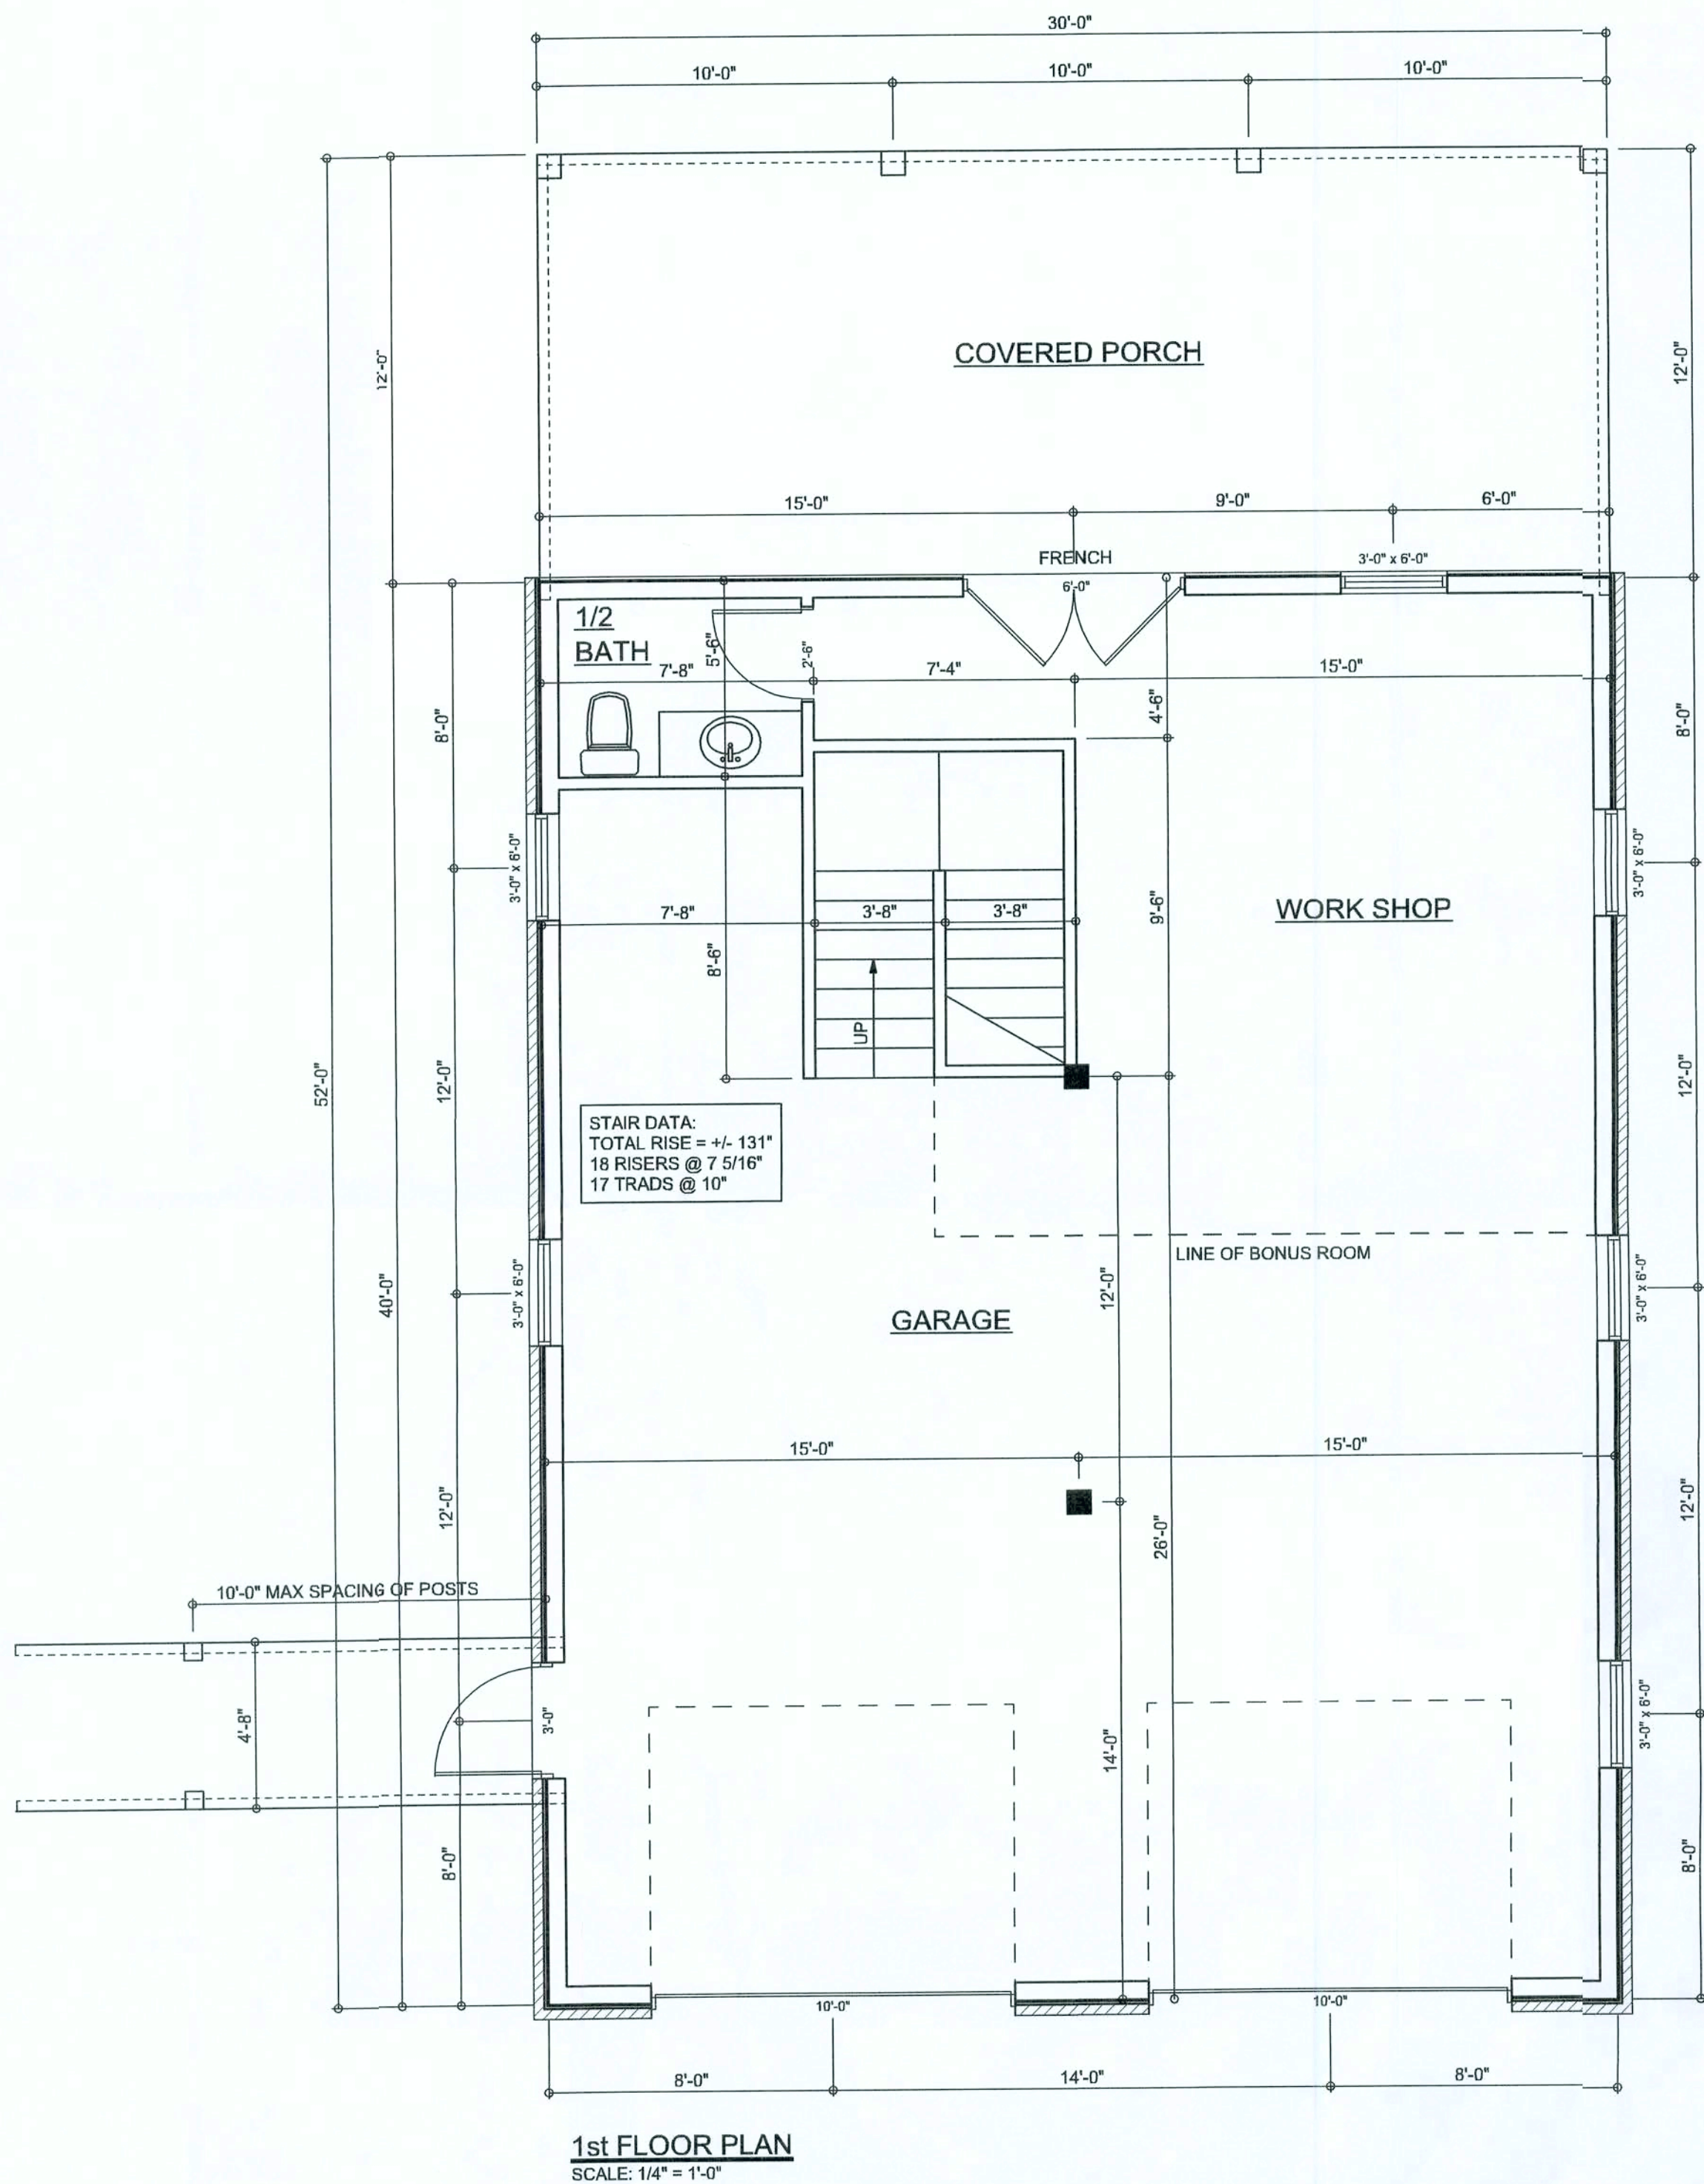 30'-0"
10'-0"
10'-0"
10'-0"
12'-0"
COVERED PORCH
12'-0"
15'-0"
9'-0"
6'-0"
FRENCH
3'-0" x 6'-0"
6'-0"
1/2
BATH
5'-6"
2'-6"
7'-8"
7'-4"
15'-0"
8'-0"
4'-6"
8'-0"
3'-0" x 6'-0"
3'-0" x 6'-0"
7'-8"
3'-8"
3'-8"
9'-6"
WORK SHOP
8'-6"
UP
52'-0"
12'-0"
12'-0"
STAIR DATA:
TOTAL RISE = +/- 131"
18 RISERS @ 7 5/16"
17 TRADS @ 10"
LINE OF BONUS ROOM
40'-0"
3'-0" x 6'-0"
12'-0"
3'-0" x 6'-0"
GARAGE
15'-0"
15'-0"
12'-0"
26'-0"
12'-0"
10'-0" MAX SPACING OF POSTS
4'-8"
3'-0"
14'-0"
3'-0" x 6'-0"
8'-0"
8'-0"
10'-0"
10'-0"
8'-0"
14'-0"
8'-0"
1st FLOOR PLAN
SCALE: 1/4" = 1'-0"